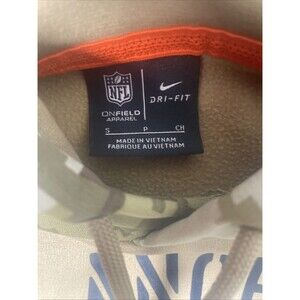 NFL
ONFIELD
APPAREL
DRI-FIT
S P CH
MADE IN VIETNAM
FABRIQUE AU VIETNAM